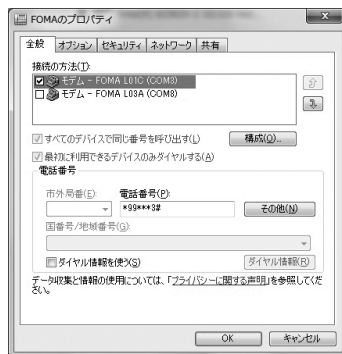 FOMAのプロパティ
全般 オプション セキュリティ ネットワーク 共有
接続の方法(T):
モデム - FOMA L01C (COM3)
モデム - FOMA L03A (COM8)
すべてのデバイスで同じ番号を呼び出す(L)
構成(O)...
最初に利用できるデバイスのみダイヤルする(A)
電話番号
市外局番(E): 電話番号(P):
*99***3#
その他(N)
国番号/地域番号(G):
ダイヤル情報を使う(S)
ダイヤル情報(R)
データ収集と情報の使用については、「プライバシーに関する声明」を参照してくだ
さい。
OK キャンセル